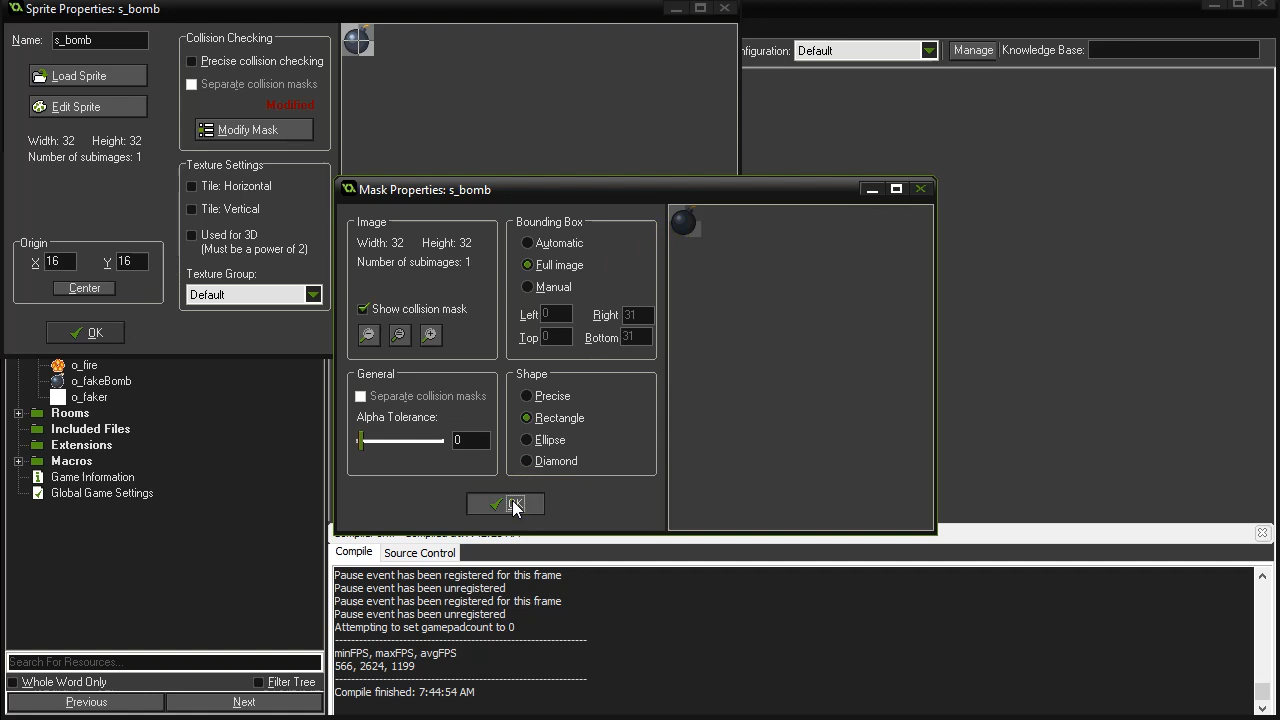 Sprite Properties: s_bomb
Name: s_bomb
Load Sprite
Edit Sprite
Width: 32 Height: 32
Number of subimages: 1
Origin
X 16 Y 16
Center
OK
Collision Checking
Precise collision checking
Separate collision masks
Modified
Modify Mask
Texture Settings
Tile: Horizontal
Tile: Vertical
Used for 3D
(Must be a power of 2)
Texture Group:
Default
figuration: Default Manage Knowledge Base:
Mask Properties: s_bomb
Image
Width: 32 Height: 32
Number of subimages: 1
Show collision mask
General
Separate collision masks
Alpha Tolerance:
0
Bounding Box
Automatic
Full image
Manual
Left 0 Right 31
Top 0 Bottom 31
Shape
Precise
Rectangle
Ellipse
Diamond
OK
o_fire
o_fakeBomb
o_faker
Rooms
Included Files
Extensions
Macros
Game Information
Global Game Settings
Search For Resources...
Whole Word Only Filter Tree
Previous Next
Compile Source Control
Pause event has been registered for this frame
Pause event has been unregistered
Pause event has been registered for this frame
Pause event has been unregistered
Attempting to set gamepadcount to 0
minFPS, maxFPS, avgFPS
566, 2624, 1199
Compile finished: 7:44:54 AM